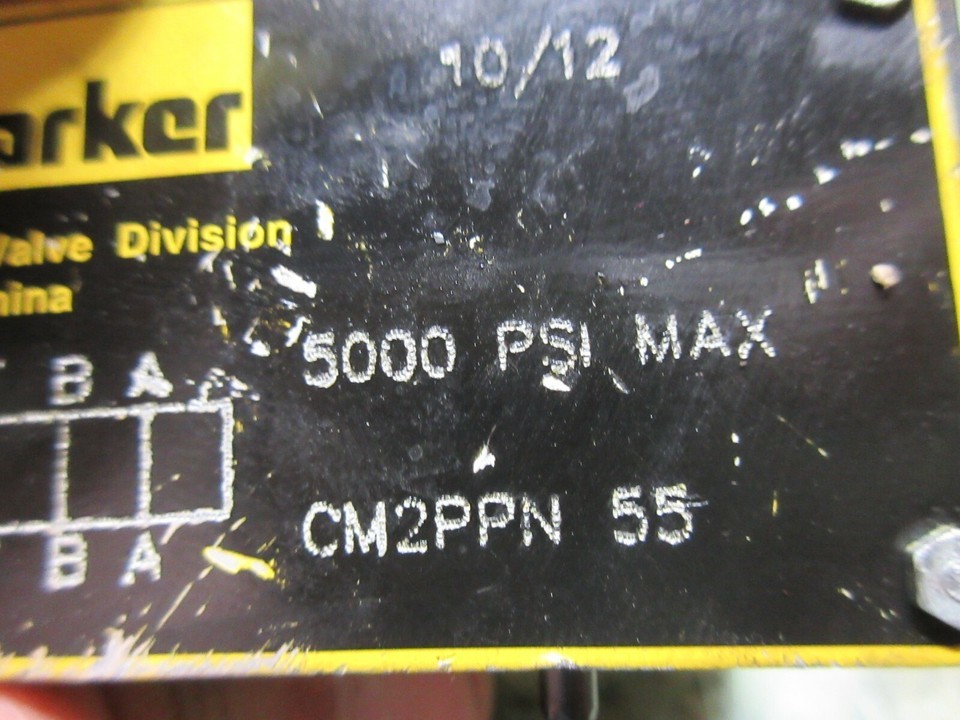 10/12
arker
Valve Division
hina
5000 PSI MAX
B A
CM2PPN 55
B A